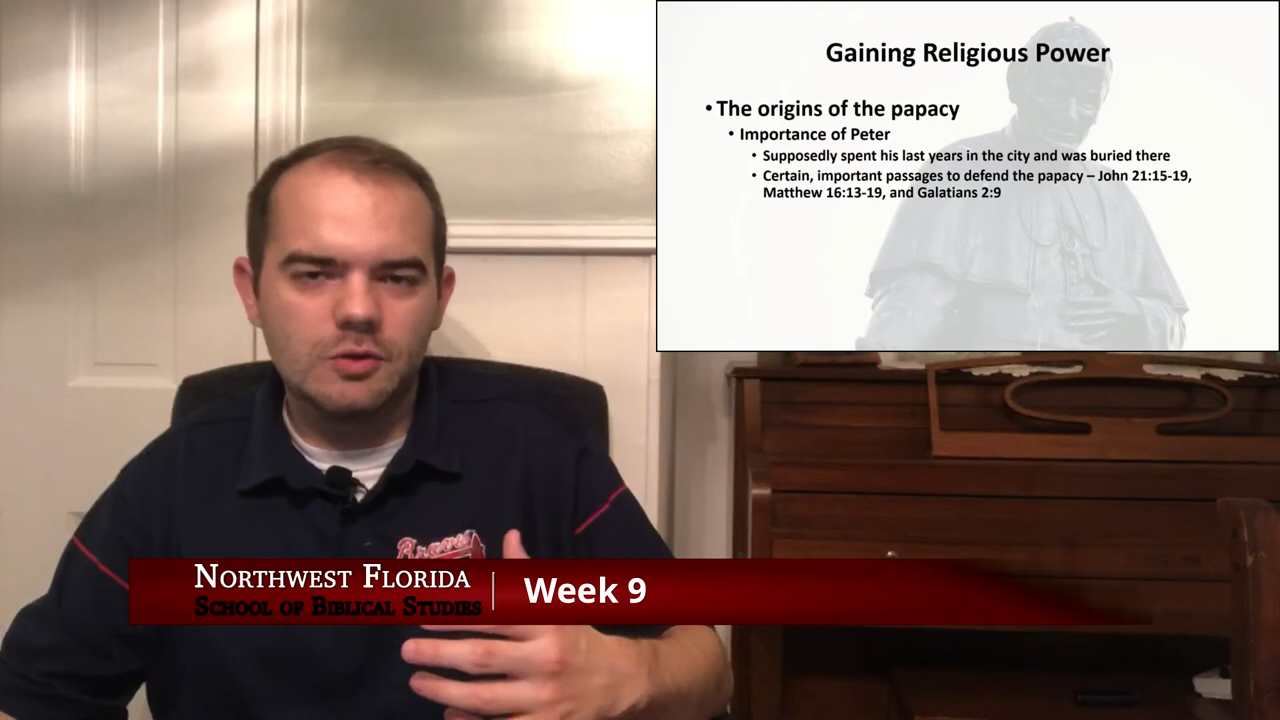 Gaining Religious Power
• The origins of the papacy
• Importance of Peter
• Supposedly spent his last years in the city and was buried there
• Certain, important passages to defend the papacy – John 21:15-19,
Matthew 16:13-19, and Galatians 2:9
Braves
Northwest Florida
School of Biblical Studies
Week 9